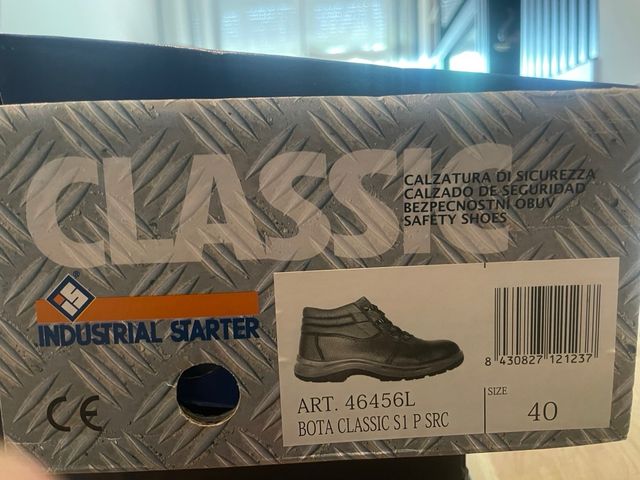 CLASSIC
CALZATURA DI SICUREZZA
CALZADO DE SEGURIDAD
BEZPECNOSTNÍ OBUV
SAFETY SHOES
®
INDUSTRIAL STARTER
CE
ART. 46456L
BOTA CLASSIC S1 P SRC
8 430827 121237
SIZE
40